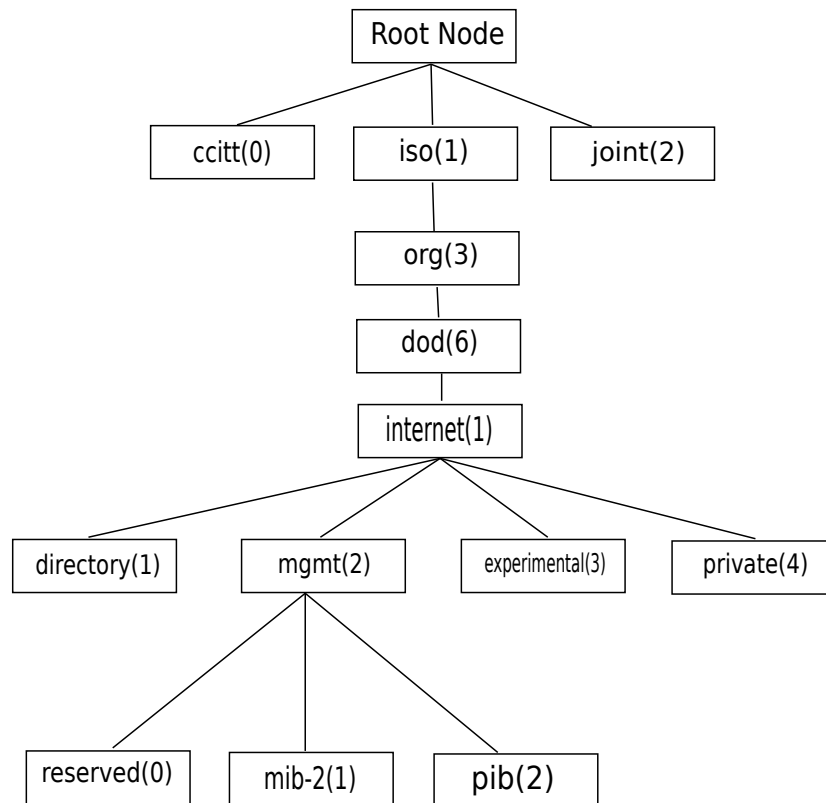 Root Node
ccitt(0)
iso(1)
joint(2)
org(3)
dod(6)
internet(1)
directory(1)
mgmt(2)
experimental(3)
private(4)
reserved(0)
mib-2(1)
pib(2)